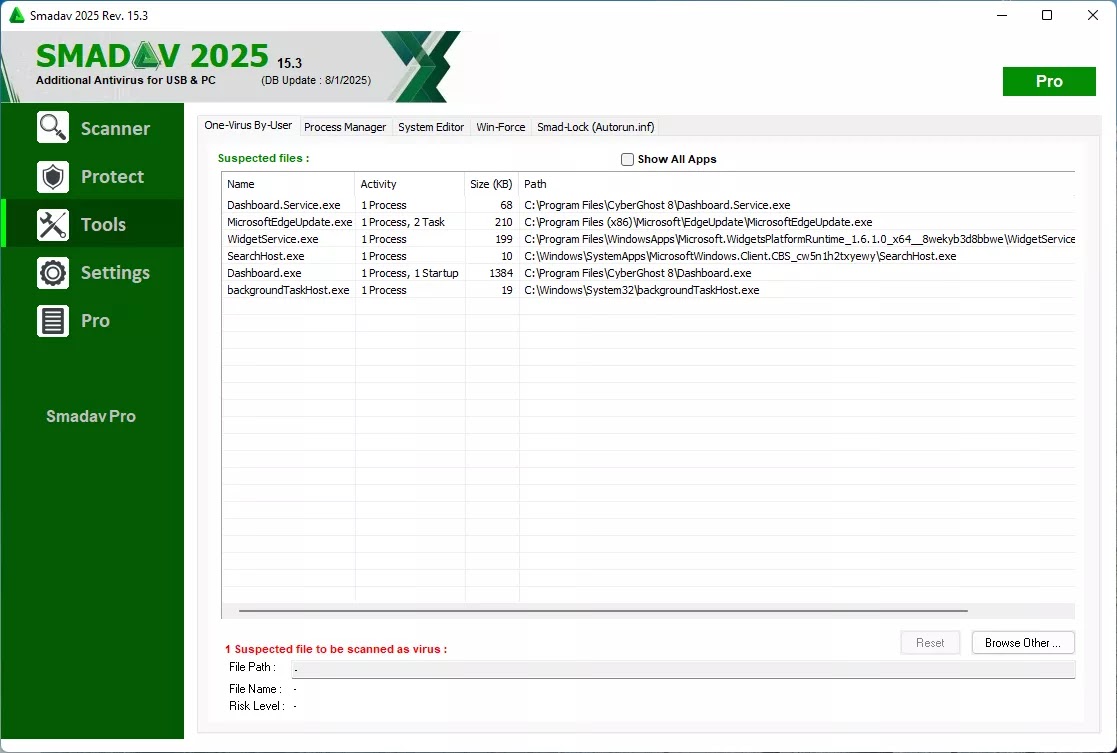 Smadav 2025 Rev. 15.3
SMADAV 2025 15.3
Additional Antivirus for USB & PC (DB Update : 8/1/2025)
Pro
Scanner
Protect
Tools
Settings
Pro
Smadav Pro
One-Virus By-User Process Manager System Editor Win-Force Smad-Lock (Autorun.inf)
Suspected files : Show All Apps
Name Activity Size (KB) Path
Dashboard.Service.exe 1 Process 68 C:\Program Files\CyberGhost 8\Dashboard.Service.exe
MicrosoftEdgeUpdate.exe 1 Process, 2 Task 210 C:\Program Files (x86)\Microsoft\EdgeUpdate\MicrosoftEdgeUpdate.exe
WidgetService.exe 1 Process 199 C:\Program Files\WindowsApps\Microsoft.WidgetsPlatformRuntime_1.6.1.0_x64__8wekyb3d8bbwe\WidgetService
SearchHost.exe 1 Process 10 C:\Windows\SystemApps\MicrosoftWindows.Client.CBS_cw5n1h2txyewy\SearchHost.exe
Dashboard.exe 1 Process, 1 Startup 1384 C:\Program Files\CyberGhost 8\Dashboard.exe
backgroundTaskHost.exe 1 Process 19 C:\Windows\System32\backgroundTaskHost.exe
Reset Browse Other ...
1 Suspected file to be scanned as virus :
File Path : -
File Name : -
Risk Level : -